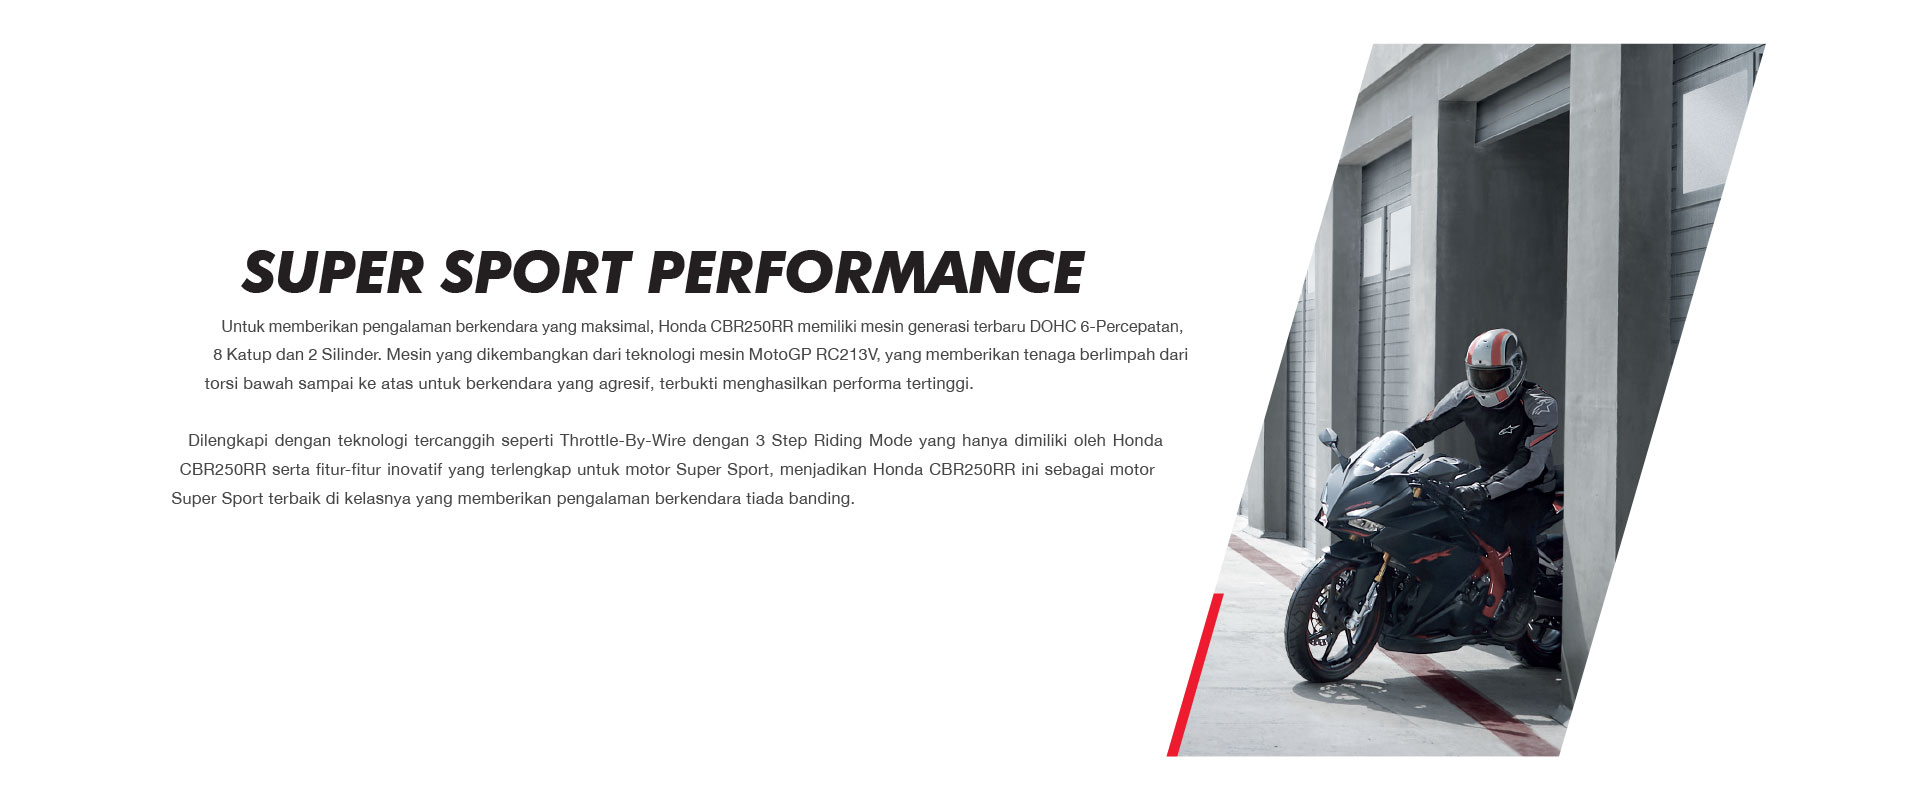 SUPER SPORT PERFORMANCE
Untuk memberikan pengalaman berkendara yang maksimal, Honda CBR250RR memiliki mesin generasi terbaru DOHC 6-Percepatan,
8 Katup dan 2 Silinder. Mesin yang dikembangkan dari teknologi mesin MotoGP RC213V, yang memberikan tenaga berlimpah dari
torsi bawah sampai ke atas untuk berkendara yang agresif, terbukti menghasilkan performa tertinggi.
Dilengkapi dengan teknologi tercanggih seperti Throttle-By-Wire dengan 3 Step Riding Mode yang hanya dimiliki oleh Honda
CBR250RR serta fitur-fitur inovatif yang terlengkap untuk motor Super Sport, menjadikan Honda CBR250RR ini sebagai motor
Super Sport terbaik di kelasnya yang memberikan pengalaman berkendara tiada banding.